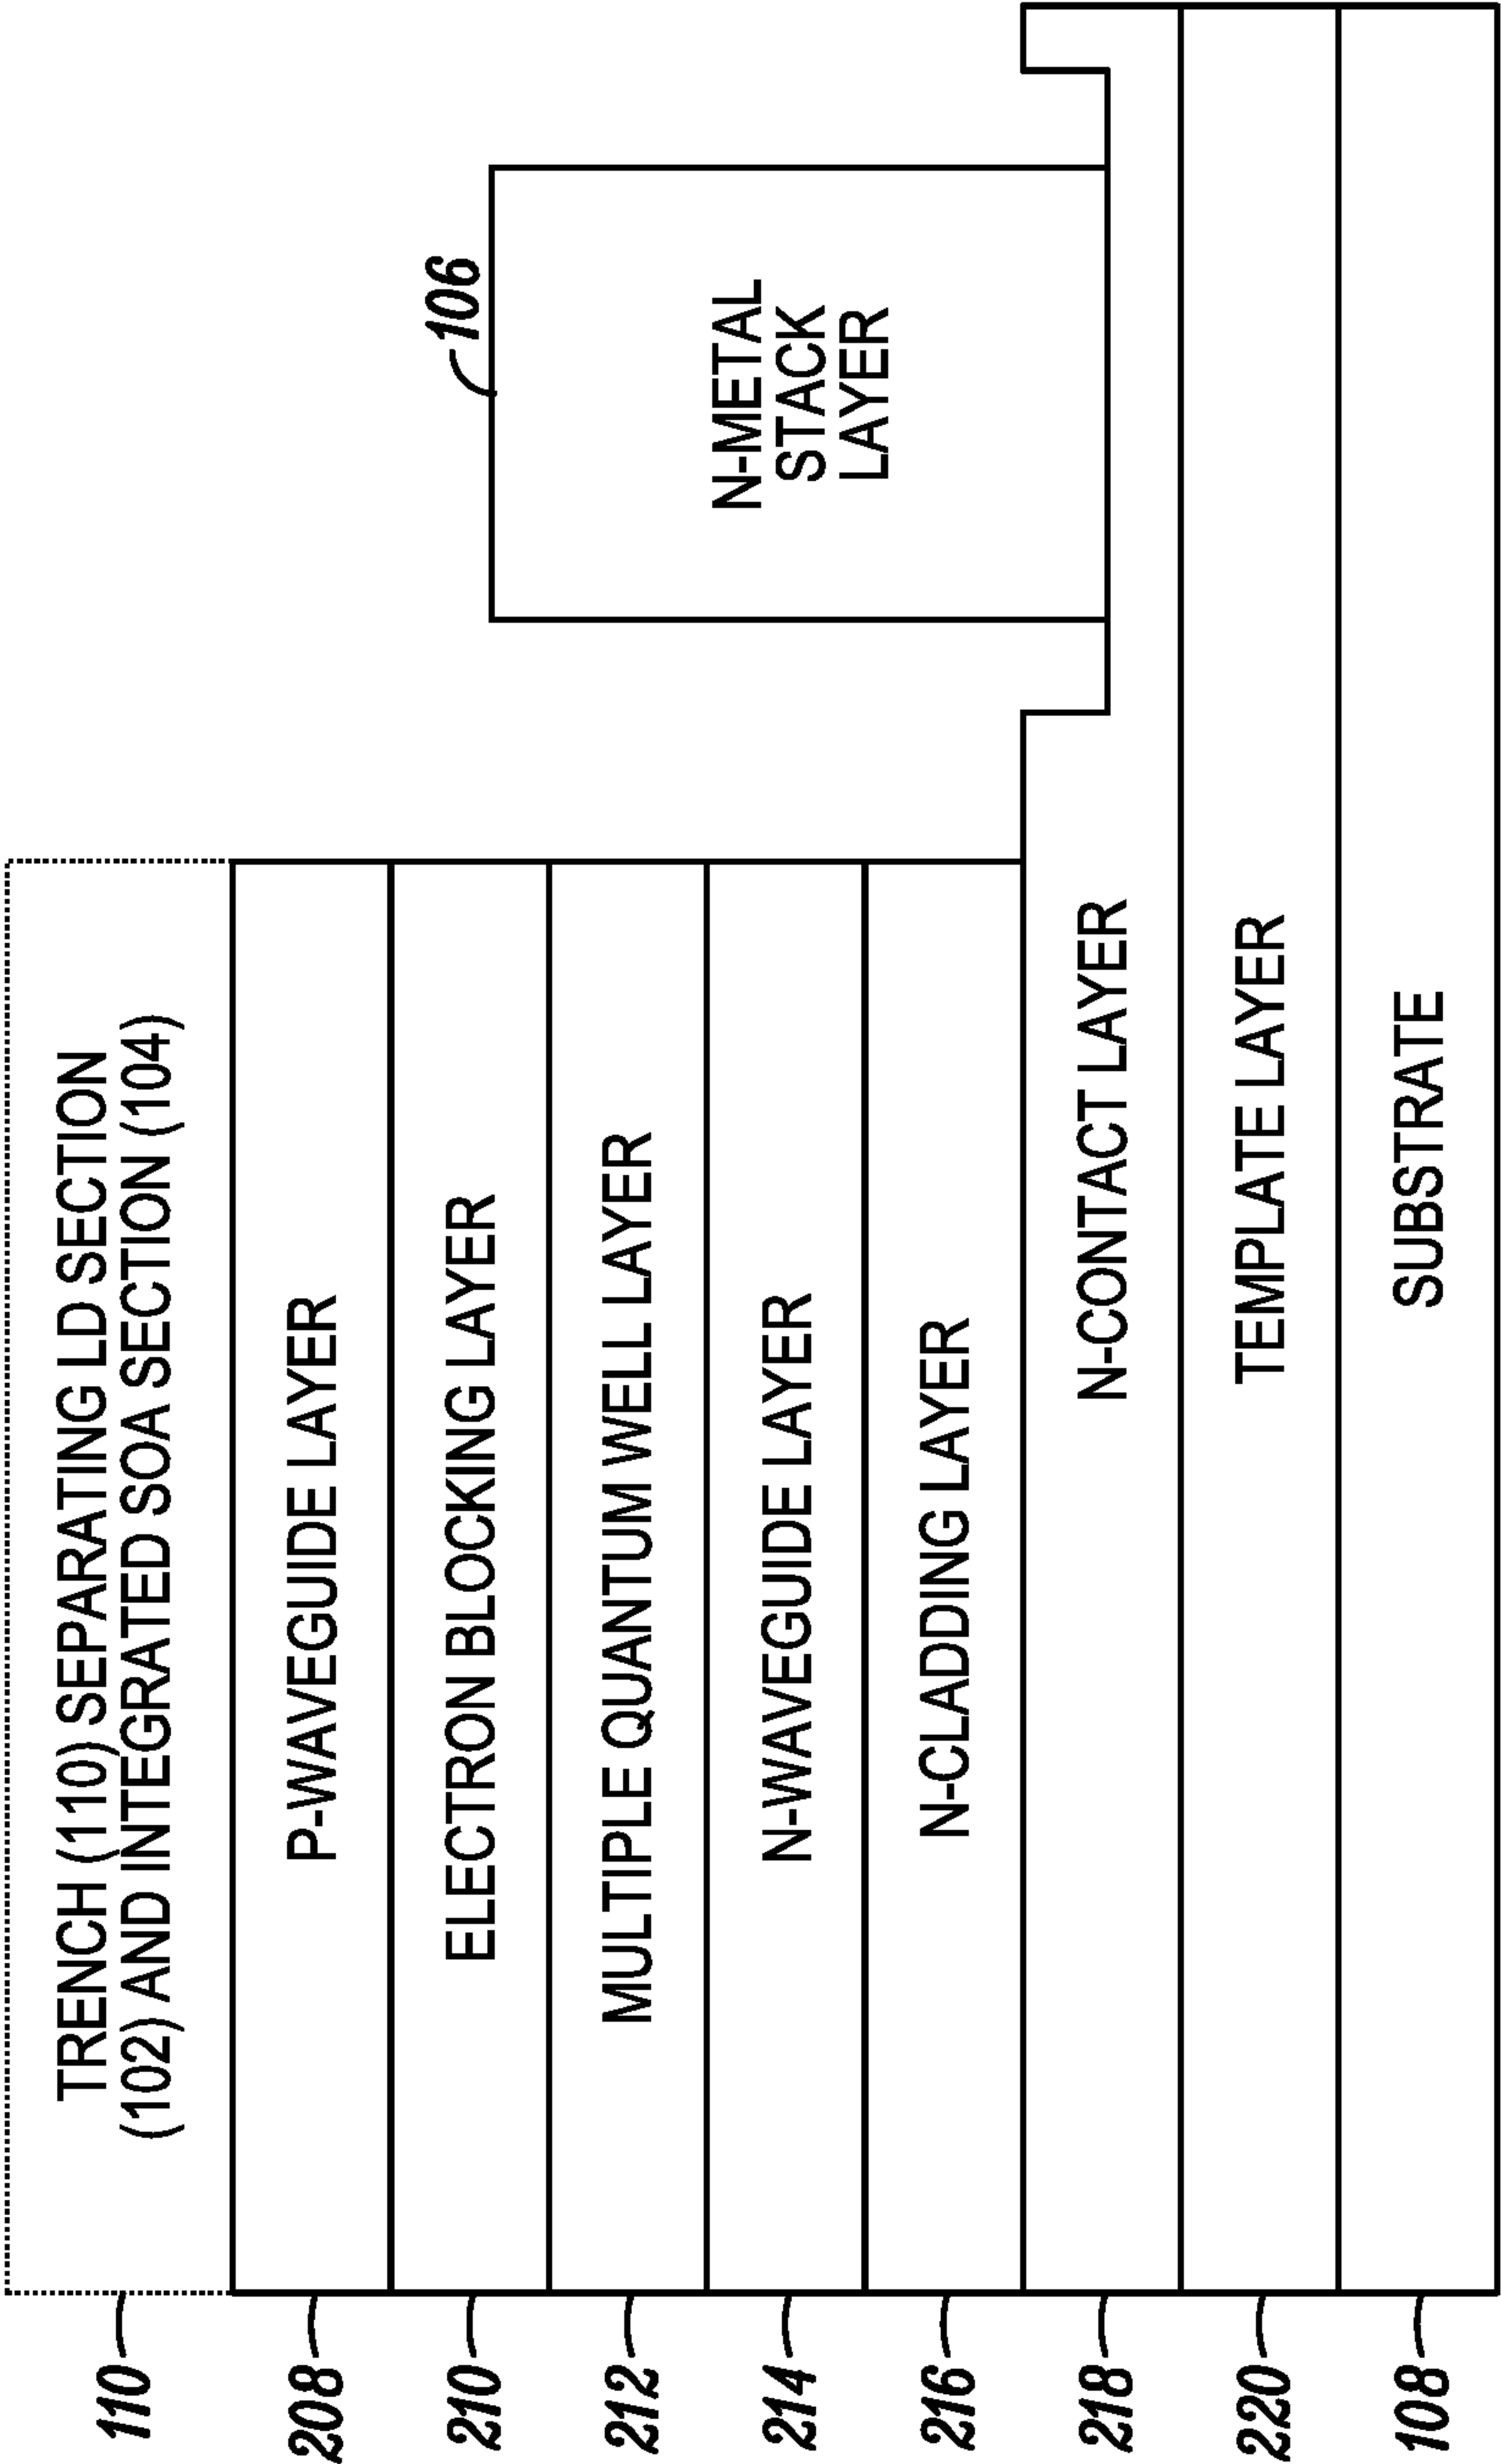 110
TRENCH (110) SEPARATING LD SECTION
(102) AND INTEGRATED SOA SECTION (104)
208
P-WAVEGUIDE LAYER
210
ELECTRON BLOCKING LAYER
106
212
MULTIPLE QUANTUM WELL LAYER
N-METAL
STACK
LAYER
214
N-WAVEGUIDE LAYER
216
N-CLADDING LAYER
218
N-CONTACT LAYER
220
TEMPLATE LAYER
108
SUBSTRATE